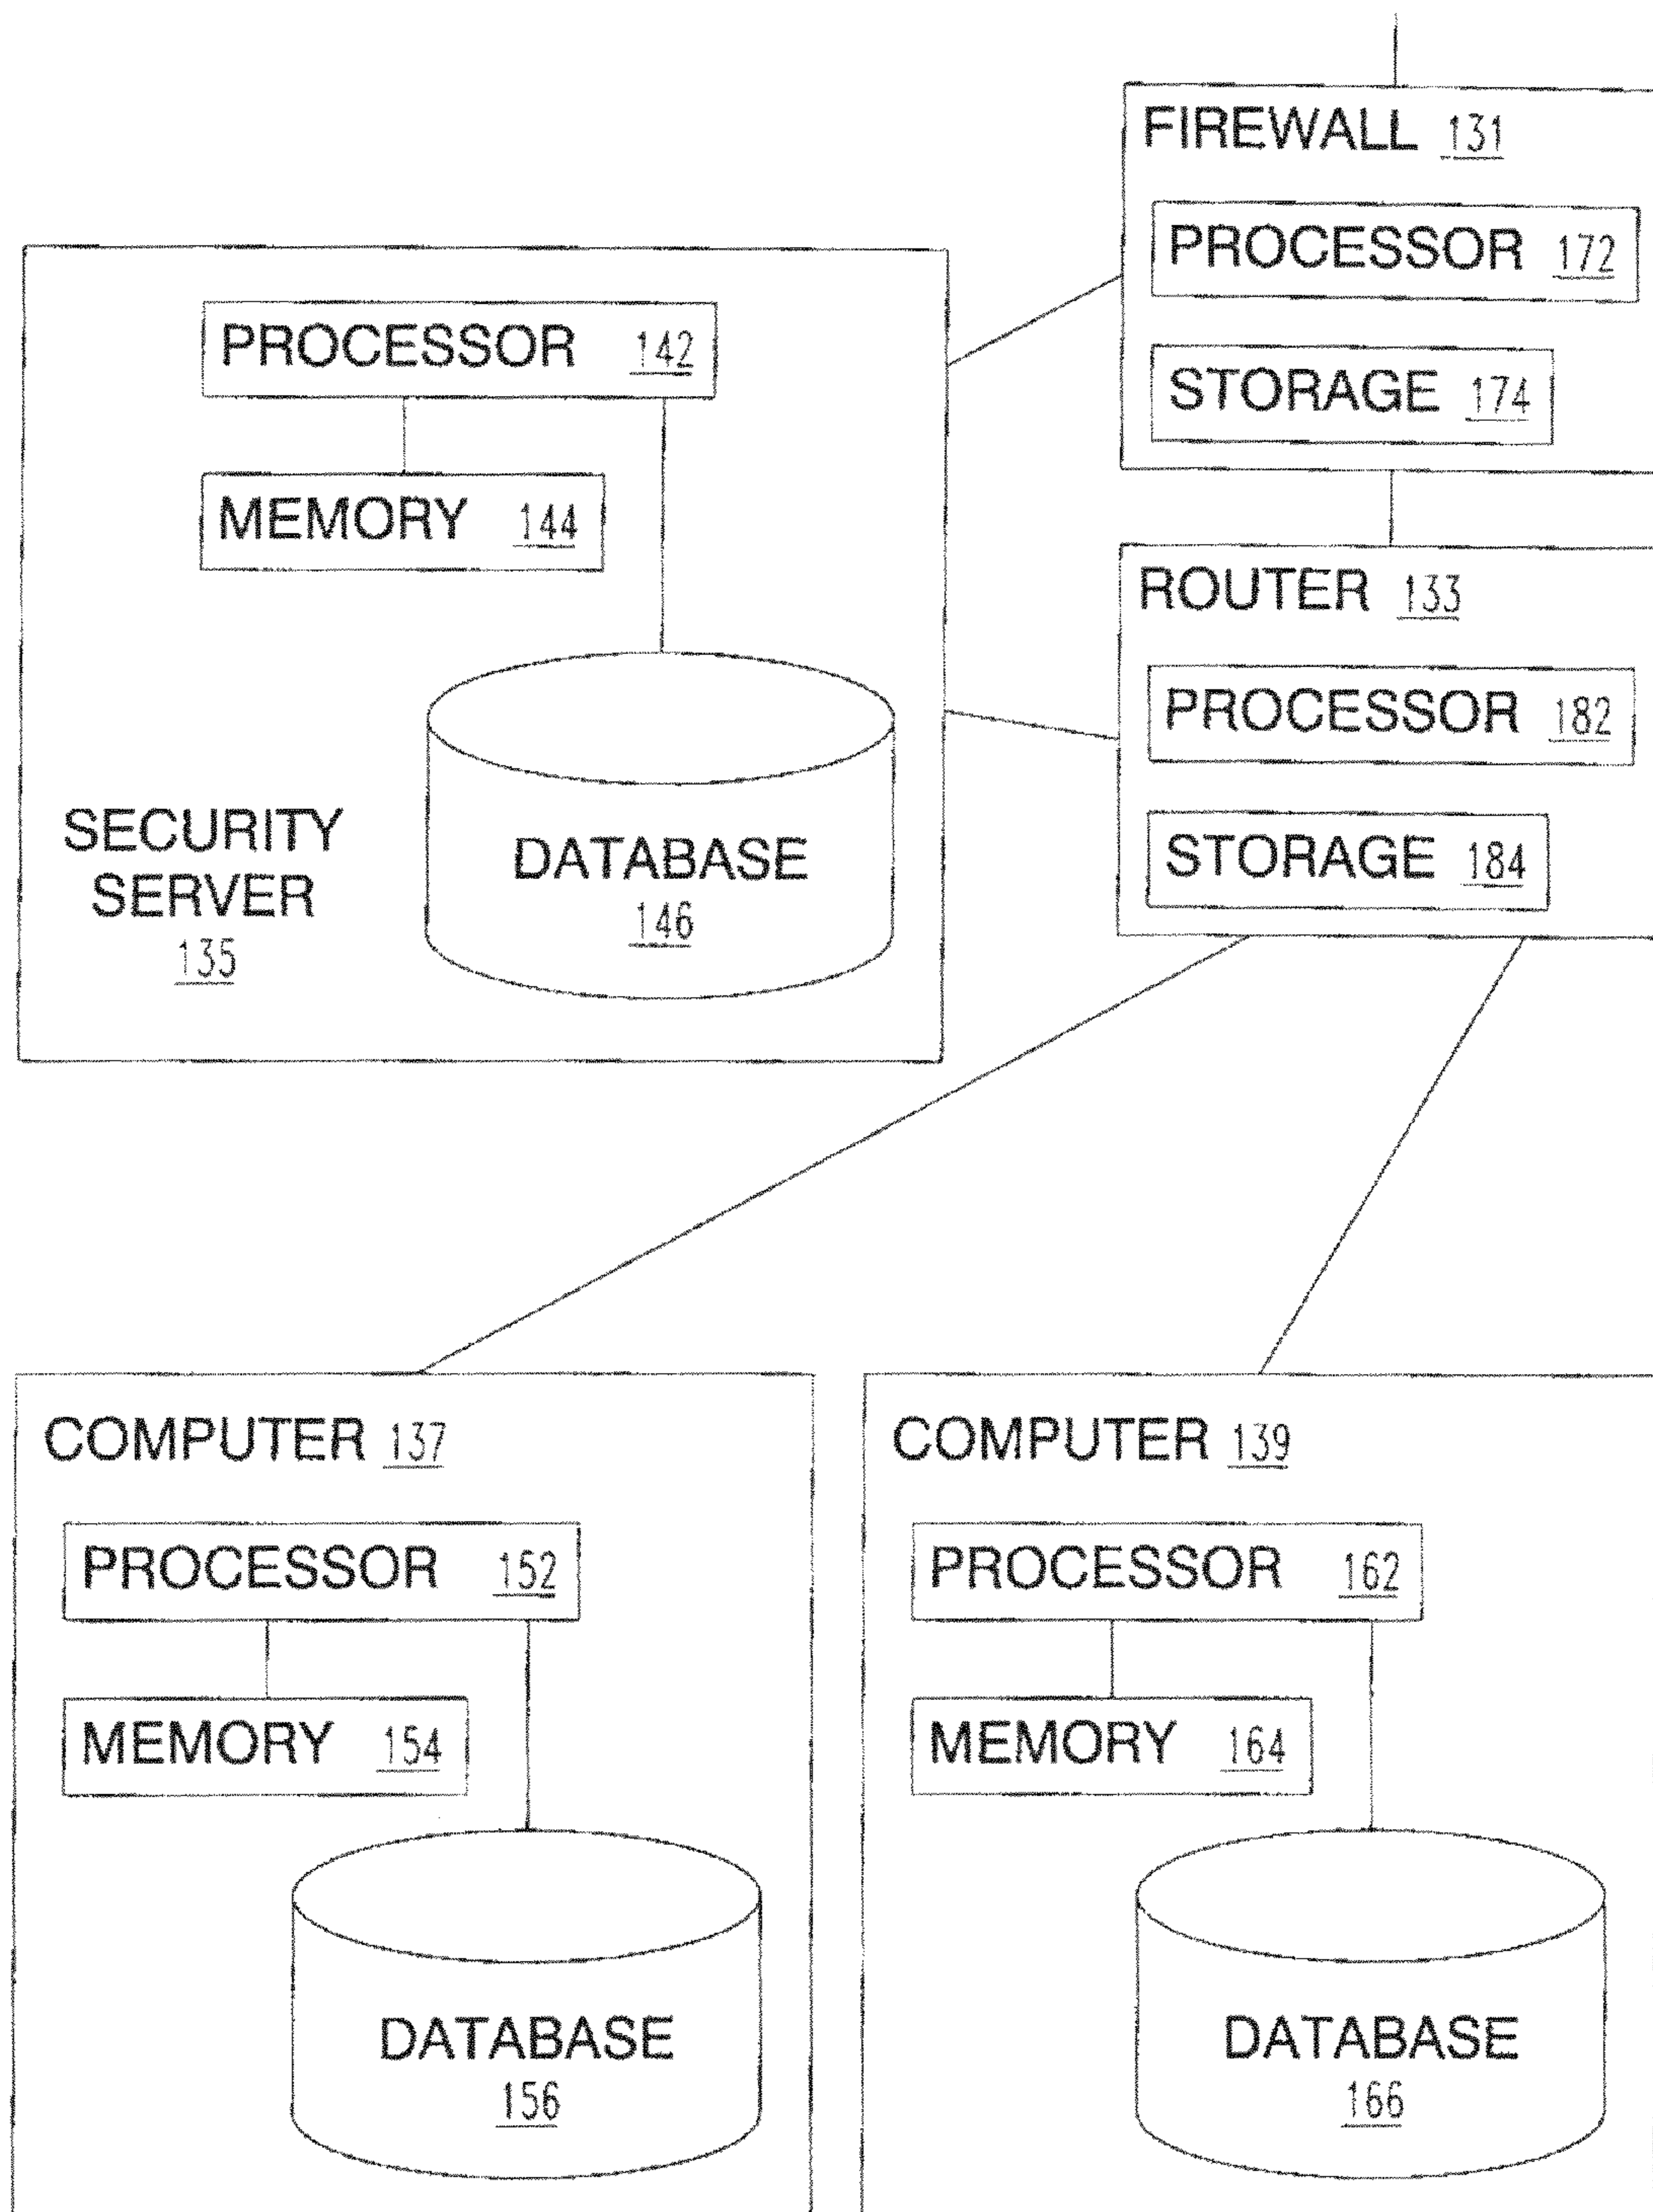 FIREWALL 131
PROCESSOR 172
STORAGE 174
PROCESSOR 142
MEMORY 144
DATABASE
146
SECURITY
SERVER
135
ROUTER 133
PROCESSOR 182
STORAGE 184
COMPUTER 137
PROCESSOR 152
MEMORY 154
DATABASE
156
COMPUTER 139
PROCESSOR 162
MEMORY 164
DATABASE
166